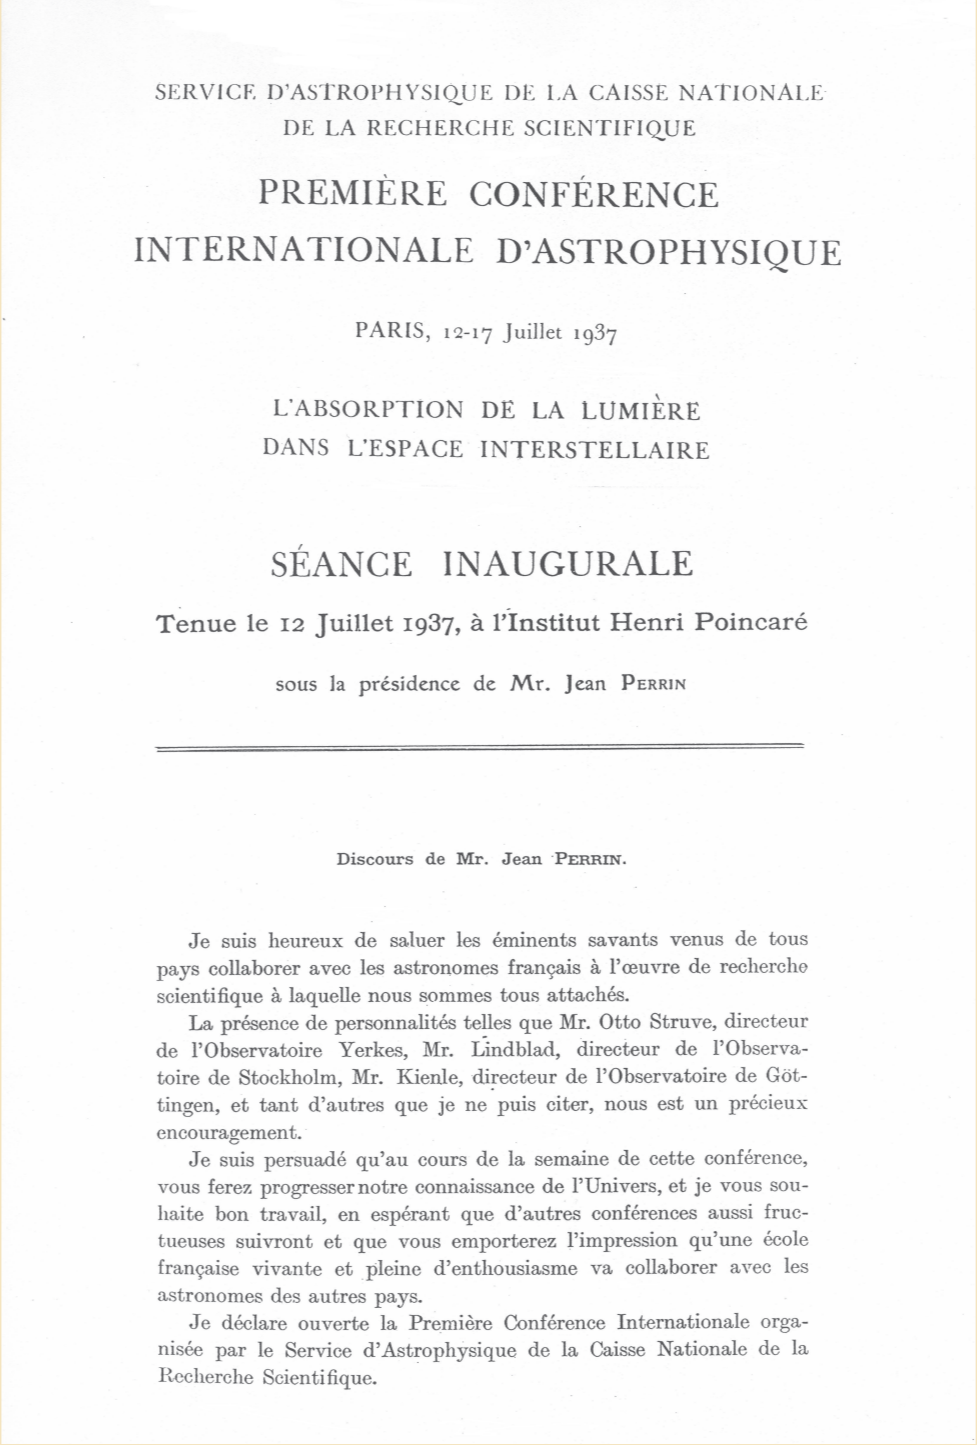 SERVICE D'ASTROPHYSIQUE DE LA CAISSE NATIONALE
DE LA RECHERCHE SCIENTIFIQUE
PREMIÈRE CONFÉRENCE
INTERNATIONALE D'ASTROPHYSIQUE
PARIS, 12-17 Juillet 1937
L'ABSORPTION DE LA LUMIÈRE
DANS L'ESPACE INTERSTELLAIRE
SÉANCE INAUGURALE
Tenue le 12 Juillet 1937, à l'Institut Henri Poincaré
sous la présidence de Mr. Jean PERRIN
Discours de Mr. Jean PERRIN.
Je suis heureux de saluer les éminents savants venus de tous
pays collaborer avec les astronomes français à l'œuvre de recherche
scientifique à laquelle nous sommes tous attachés.
La présence de personnalités telles que Mr. Otto Struve, directeur
de l'Observatoire Yerkes, Mr. Lindblad, directeur de l'Observa-
toire de Stockholm, Mr. Kienle, directeur de l'Observatoire de Göt-
tingen, et tant d'autres que je ne puis citer, nous est un précieux
encouragement.
Je suis persuadé qu'au cours de la semaine de cette conférence,
vous ferez progresser notre connaissance de l'Univers, et je vous sou-
haite bon travail, en espérant que d'autres conférences aussi fruc-
tueuses suivront et que vous emporterez l'impression qu'une école
française vivante et pleine d'enthousiasme va collaborer avec les
astronomes des autres pays.
Je déclare ouverte la Première Conférence Internationale orga-
nisée par le Service d'Astrophysique de la Caisse Nationale de la
Recherche Scientifique.